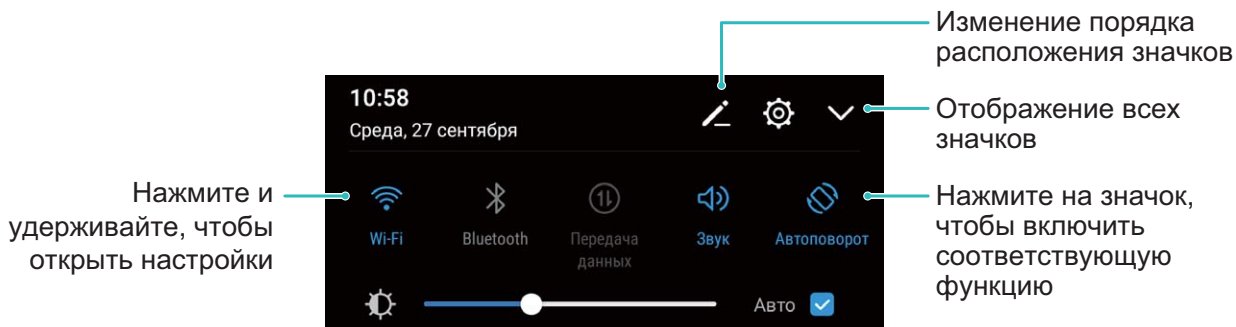 Изменение порядка
расположения значков
10:58
Среда, 27 сентября
Отображение всех
значков
Нажмите и
удерживайте, чтобы
открыть настройки
Wi-Fi
Bluetooth
Передача
данных
Звук
Автоповорот
Нажмите на значок,
чтобы включить
соответствующую
функцию
Авто